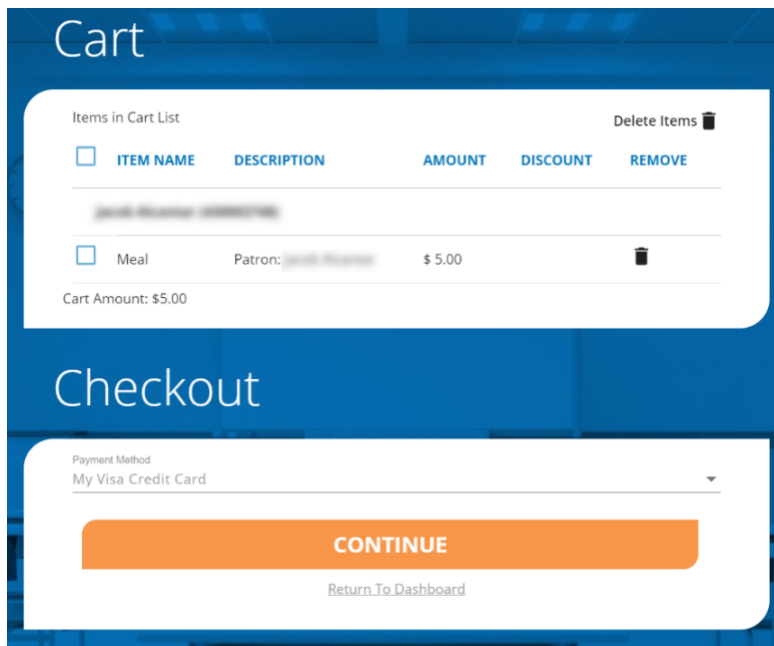 Cart
Items in Cart List
Delete Items
ITEM NAME DESCRIPTION AMOUNT DISCOUNT REMOVE
Meal Patron: $ 5.00
Cart Amount: $5.00
Checkout
Payment Method
My Visa Credit Card
CONTINUE
Return To Dashboard